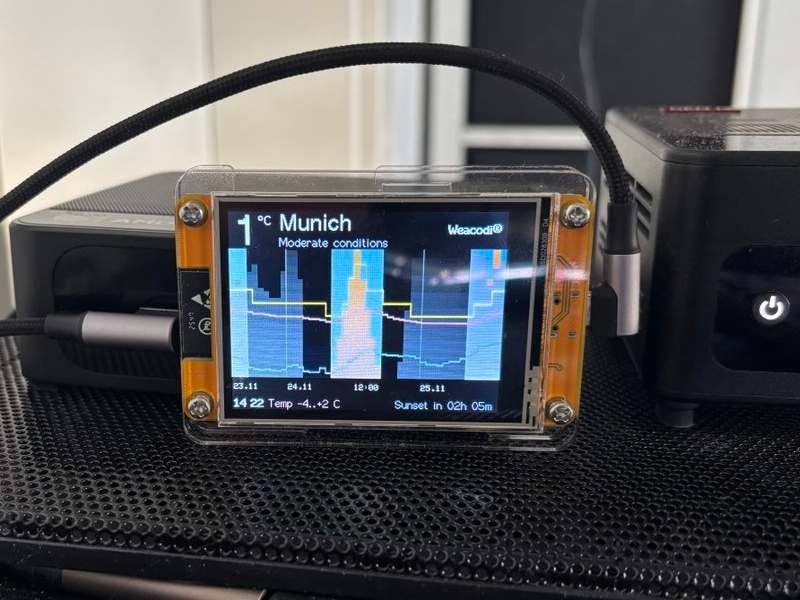 1 °C Munich
Weacodi®
Moderate conditions
23.11 24.11 12:00 25.11
14 22 Temp -4..+2 C Sunset in 02h 05m